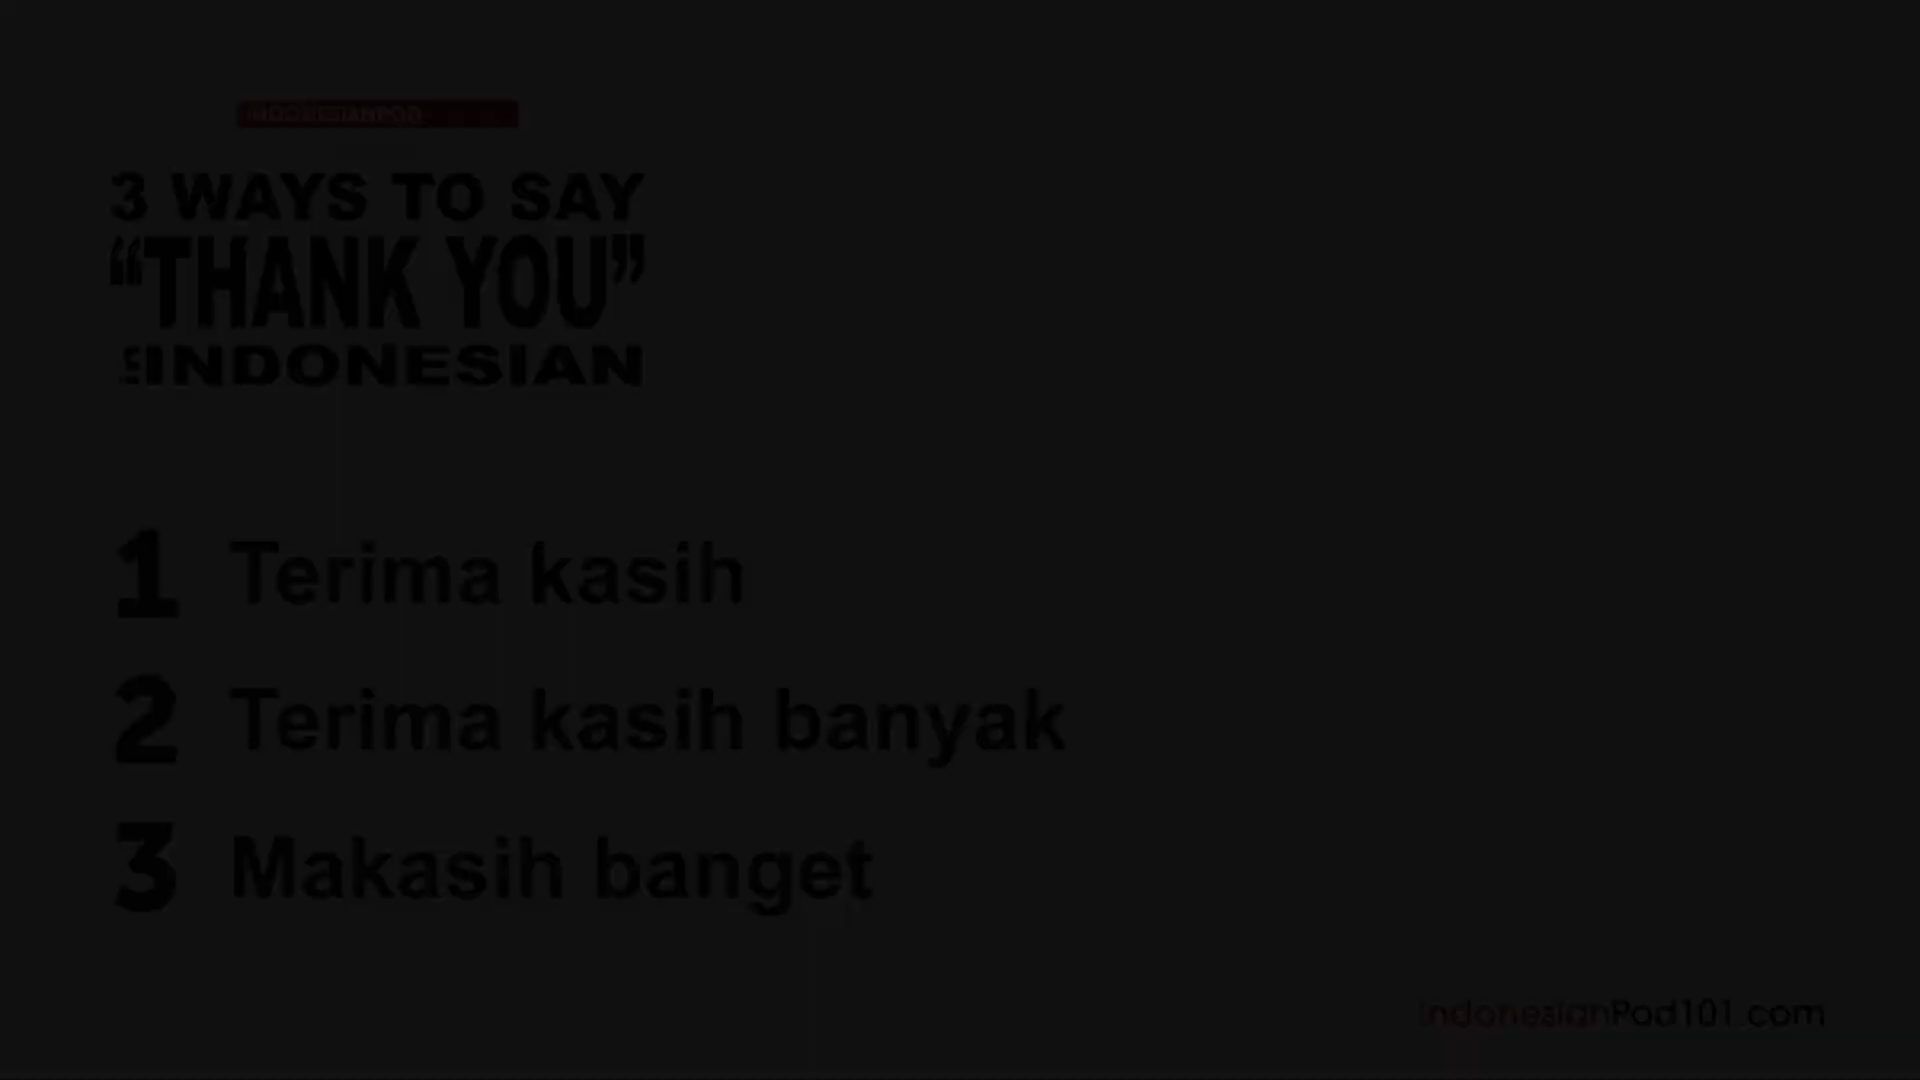 INDONESIANPOD
3 WAYS TO SAY
“THANK YOU”
INDONESIAN
1 Terima kasih
2 Terima kasih banyak
3 Makasih banget
IndonesianPod101.com